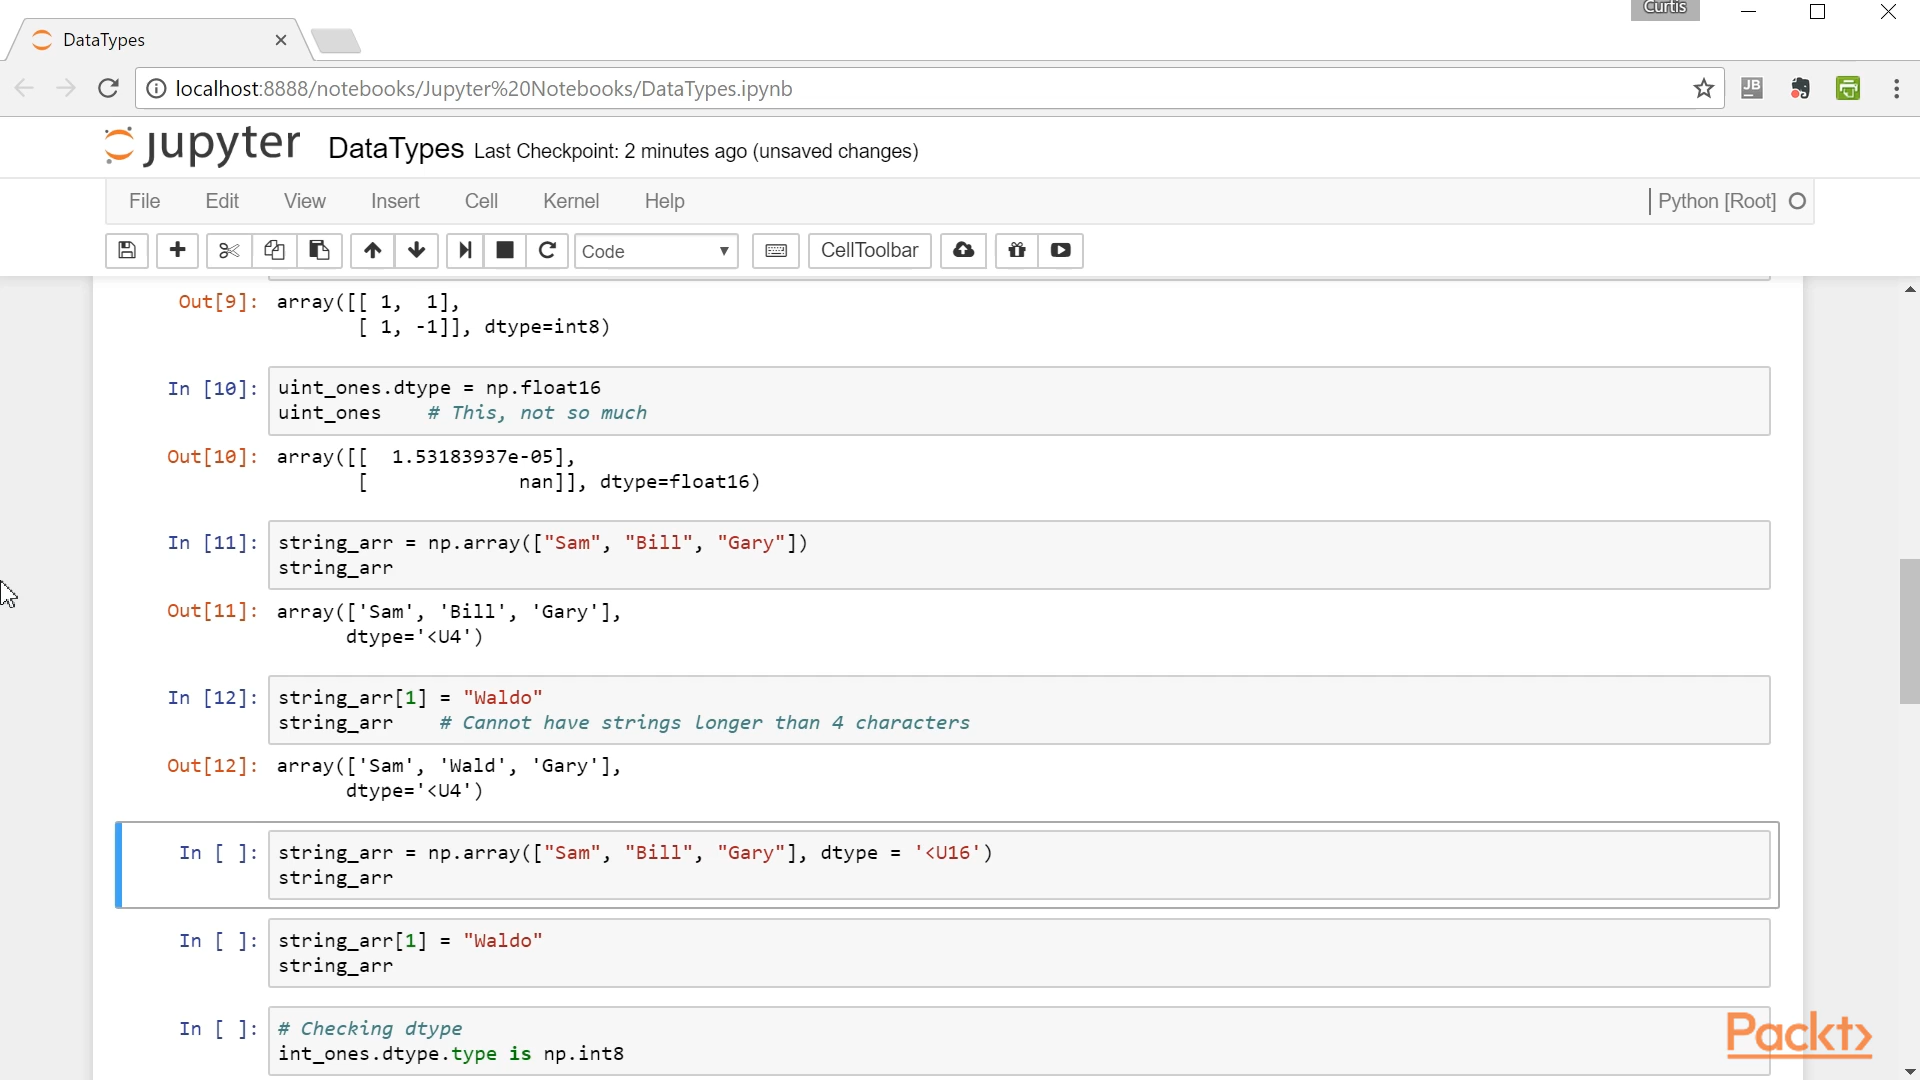 Curtis
DataTypes
localhost:8888/notebooks/Jupyter%20Notebooks/DataTypes.ipynb
JB
jupyter DataTypes Last Checkpoint: 2 minutes ago (unsaved changes)
File Edit View Insert Cell Kernel Help Python [Root]
Code CellToolbar
Out[9]: array([[ 1,  1],
       [ 1, -1]], dtype=int8)
In [10]: uint_ones.dtype = np.float16
uint_ones    # This, not so much
Out[10]: array([[  1.53183937e-05],
       [             nan]], dtype=float16)
In [11]: string_arr = np.array(["Sam", "Bill", "Gary"])
string_arr
Out[11]: array(['Sam', 'Bill', 'Gary'],
      dtype='<U4')
In [12]: string_arr[1] = "Waldo"
string_arr    # Cannot have strings longer than 4 characters
Out[12]: array(['Sam', 'Wald', 'Gary'],
      dtype='<U4')
In [ ]: string_arr = np.array(["Sam", "Bill", "Gary"], dtype = '<U16')
string_arr
In [ ]: string_arr[1] = "Waldo"
string_arr
In [ ]: # Checking dtype
int_ones.dtype.type is np.int8
Packt>